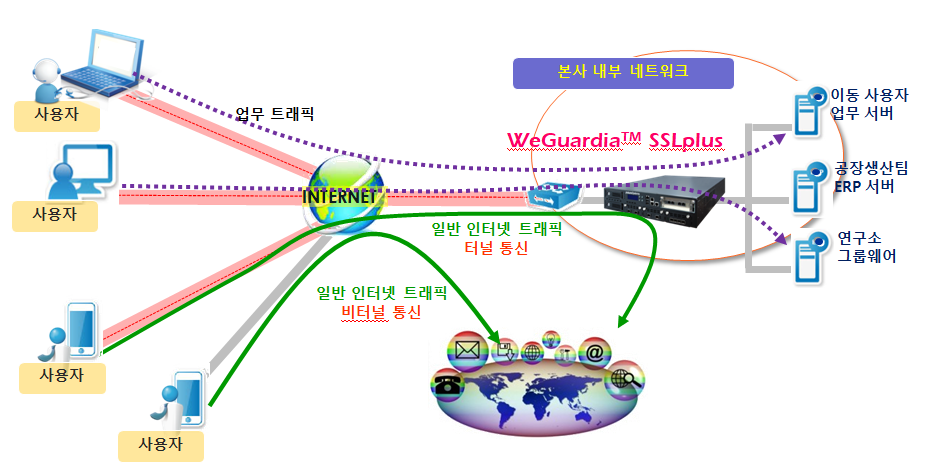 본사 내부 네트워크
사용자
업무 트래픽
이동 사용자
업무 서버
WeGuardia™ SSLplus
사용자
INTERNET
공장생산팀
ERP 서버
일반 인터넷 트래픽
터널 통신
연구소
그룹웨어
일반 인터넷 트래픽
비터널 통신
@
사용자
사용자